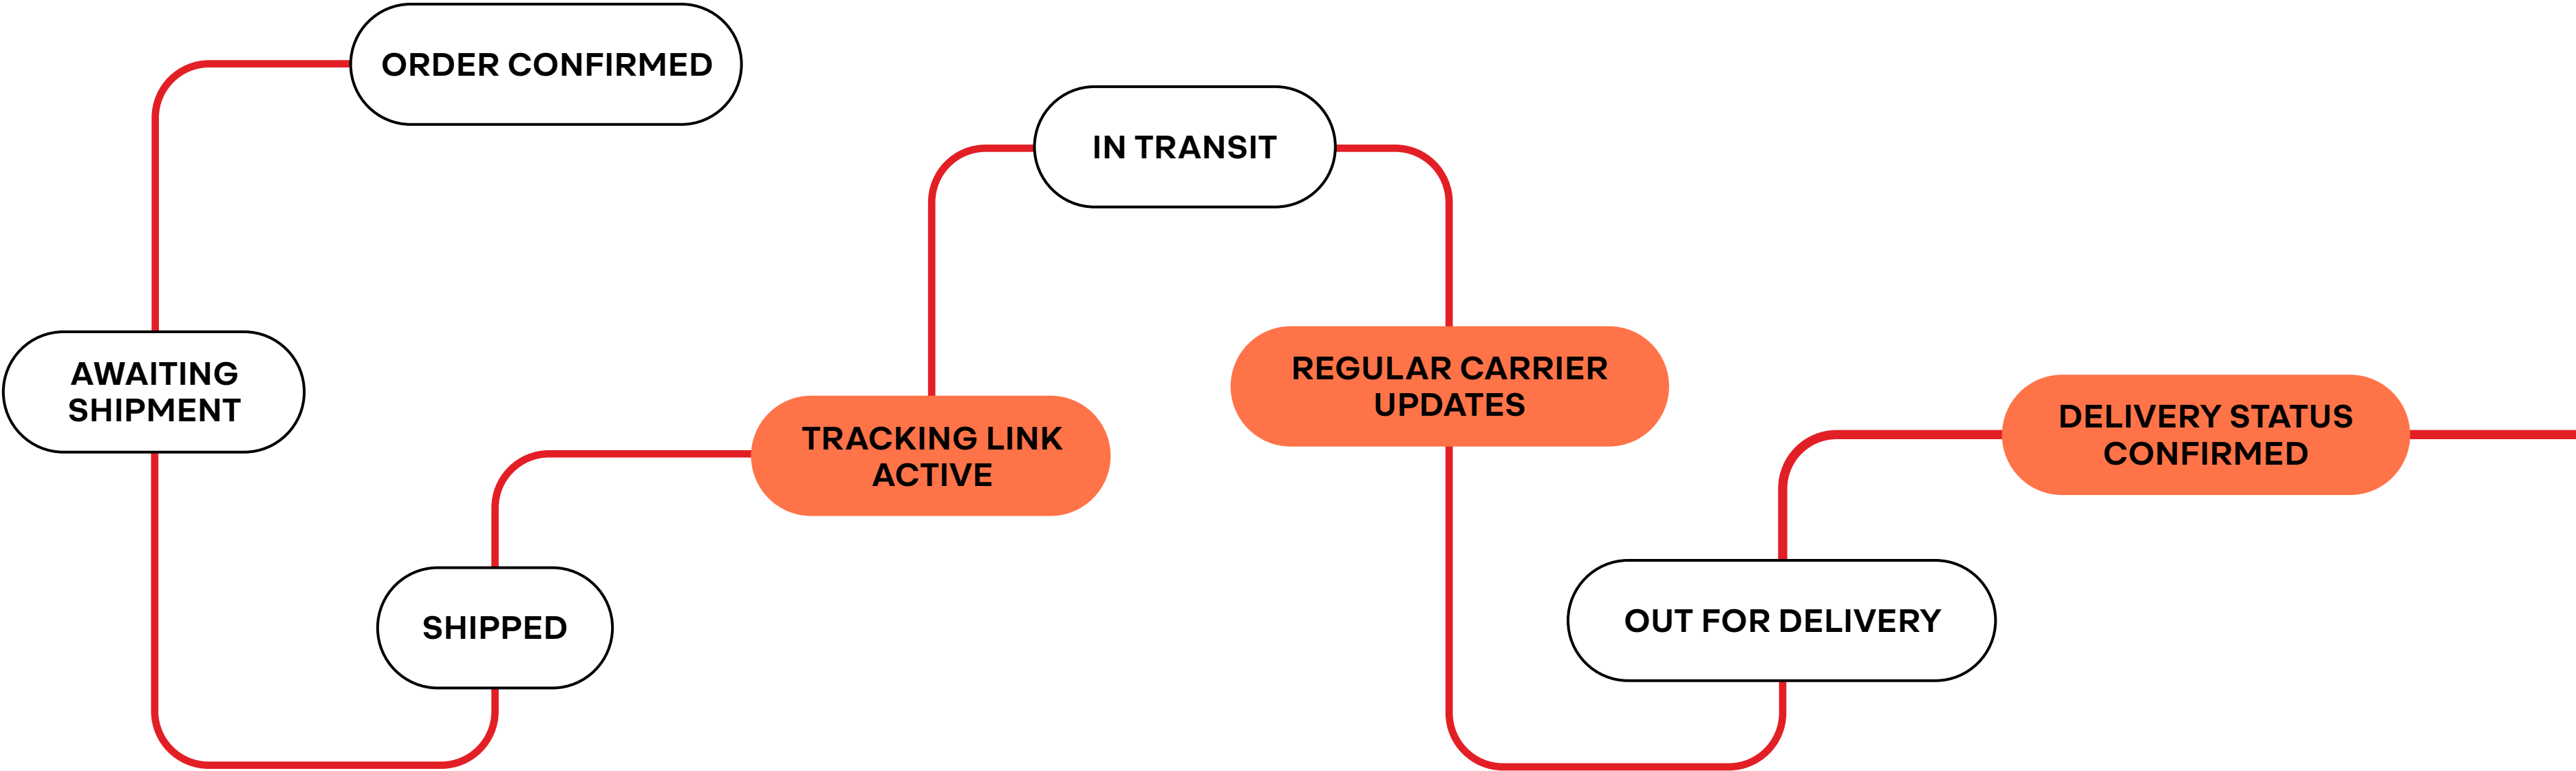 ORDER CONFIRMED
AWAITING
SHIPMENT
SHIPPED
TRACKING LINK
ACTIVE
IN TRANSIT
REGULAR CARRIER
UPDATES
OUT FOR DELIVERY
DELIVERY STATUS
CONFIRMED